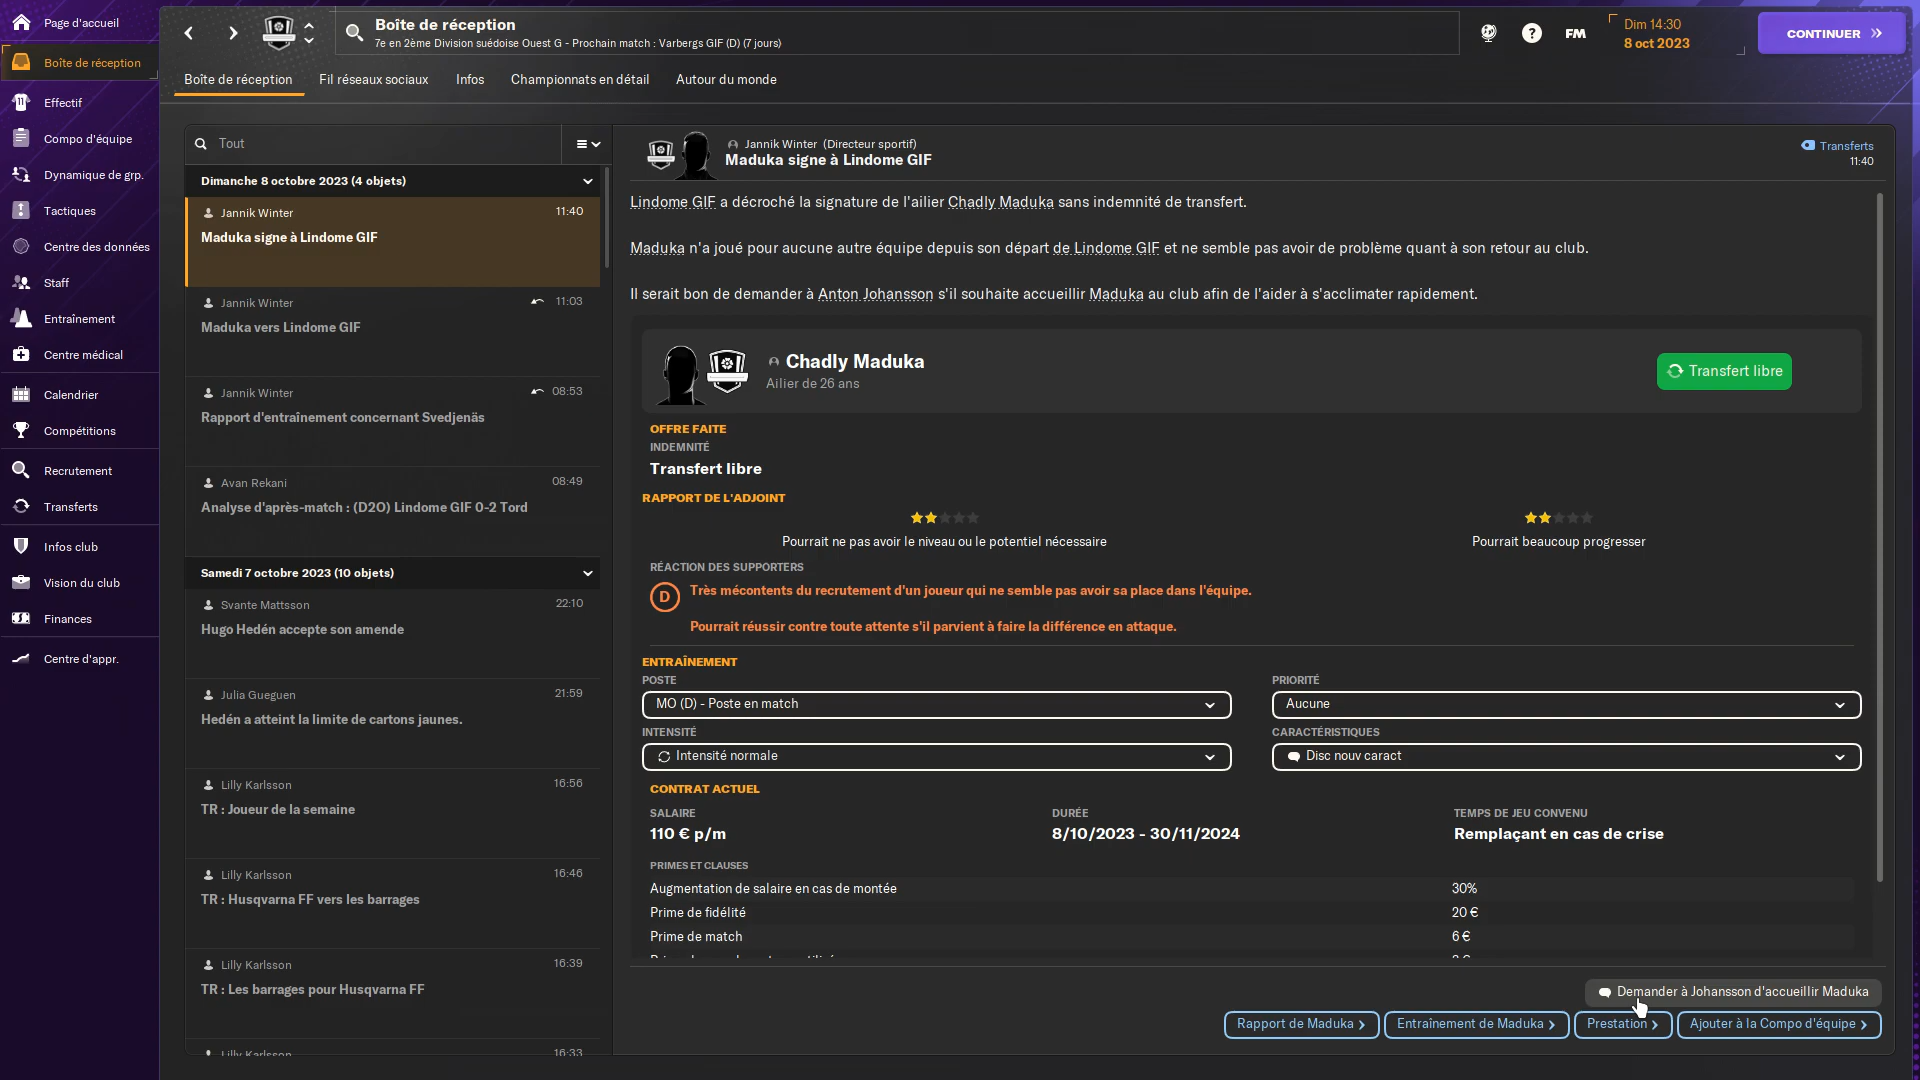 Page d'accueil
Boîte de réception
Effectif
Compo d'équipe
Dynamique de grp.
Tactiques
Centre des données
Staff
Entraînement
Centre médical
Calendrier
Compétitions
Recrutement
Transferts
Infos club
Vision du club
Finances
Centre d'appr.
Boîte de réception
7e en 2ème Division suédoise Ouest G - Prochain match : Varbergs GIF (D) (7 jours)
FM
Dim 14:30
8 oct 2023
CONTINUER
Boîte de réception Fil réseaux sociaux Infos Championnats en détail Autour du monde
Tout
Dimanche 8 octobre 2023 (4 objets)
Jannik Winter 11:40
Maduka signe à Lindome GIF
Jannik Winter 11:03
Maduka vers Lindome GIF
Jannik Winter 08:53
Rapport d'entraînement concernant Svedjenäs
Avan Rekani 08:49
Analyse d'après-match : (D2O) Lindome GIF 0-2 Tord
Samedi 7 octobre 2023 (10 objets)
Svante Mattsson 22:10
Hugo Hedén accepte son amende
Julia Gueguen 21:59
Hedén a atteint la limite de cartons jaunes.
Lilly Karlsson 16:56
TR : Joueur de la semaine
Lilly Karlsson 16:46
TR : Husqvarna FF vers les barrages
Lilly Karlsson 16:39
TR : Les barrages pour Husqvarna FF
Lilly Karlsson 16:33
Jannik Winter (Directeur sportif)
Maduka signe à Lindome GIF
Transferts
11:40
Lindome GIF a décroché la signature de l'ailier Chadly Maduka sans indemnité de transfert.
Maduka n'a joué pour aucune autre équipe depuis son départ de Lindome GIF et ne semble pas avoir de problème quant à son retour au club.
Il serait bon de demander à Anton Johansson s'il souhaite accueillir Maduka au club afin de l'aider à s'acclimater rapidement.
Chadly Maduka
Ailier de 26 ans
Transfert libre
OFFRE FAITE
INDEMNITÉ
Transfert libre
RAPPORT DE L'ADJOINT
Pourrait ne pas avoir le niveau ou le potentiel nécessaire Pourrait beaucoup progresser
RÉACTION DES SUPPORTERS
D
Très mécontents du recrutement d'un joueur qui ne semble pas avoir sa place dans l'équipe.
Pourrait réussir contre toute attente s'il parvient à faire la différence en attaque.
ENTRAÎNEMENT
POSTE PRIORITÉ
MO (D) - Poste en match Aucune
INTENSITÉ CARACTÉRISTIQUES
Intensité normale Disc nouv caract
CONTRAT ACTUEL
SALAIRE DURÉE TEMPS DE JEU CONVENU
110 € p/m 8/10/2023 - 30/11/2024 Remplaçant en cas de crise
PRIMES ET CLAUSES
Augmentation de salaire en cas de montée 30%
Prime de fidélité 20 €
Prime de match 6 €
Demander à Johansson d'accueillir Maduka
Rapport de Maduka Entraînement de Maduka Prestation Ajouter à la Compo d'équipe